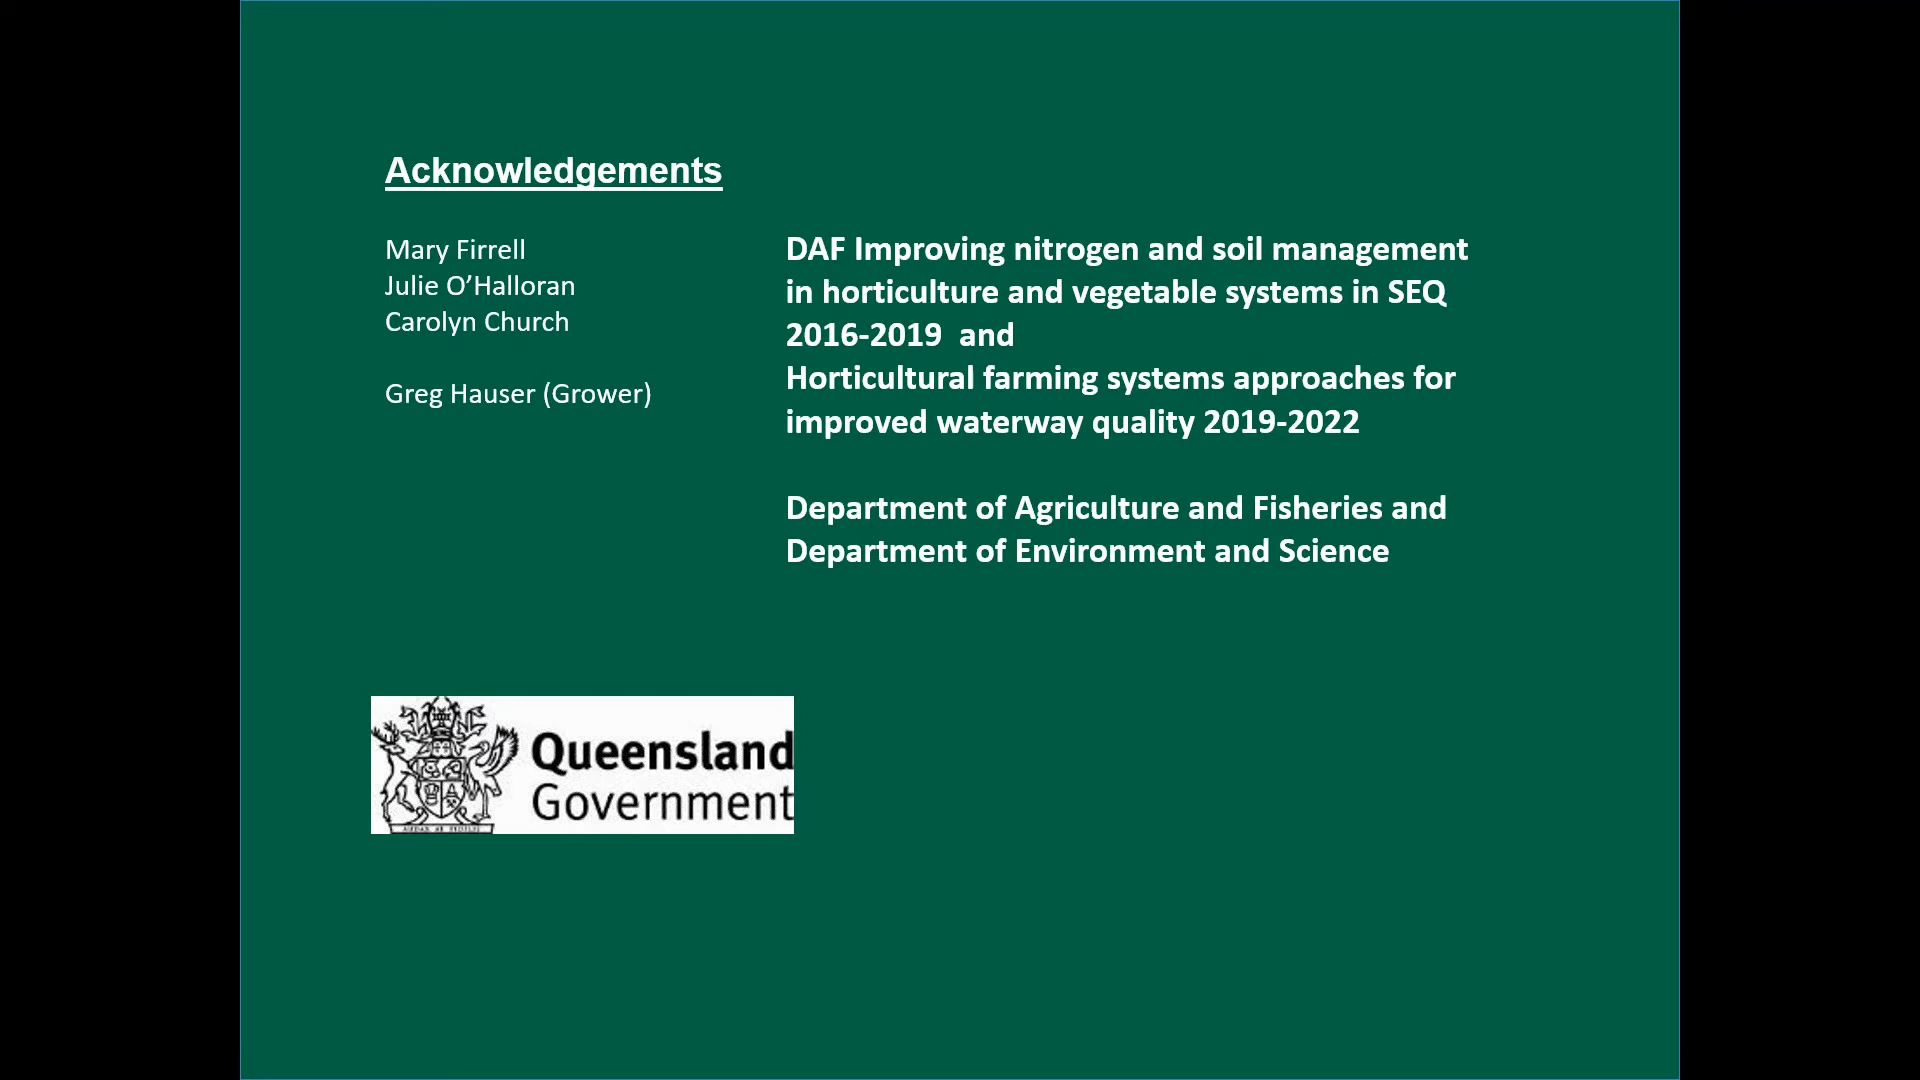 Acknowledgements
Mary Firrell
Julie O’Halloran
Carolyn Church
Greg Hauser (Grower)
DAF Improving nitrogen and soil management
in horticulture and vegetable systems in SEQ
2016-2019  and
Horticultural farming systems approaches for
improved waterway quality 2019-2022
Department of Agriculture and Fisheries and
Department of Environment and Science
Queensland
Government